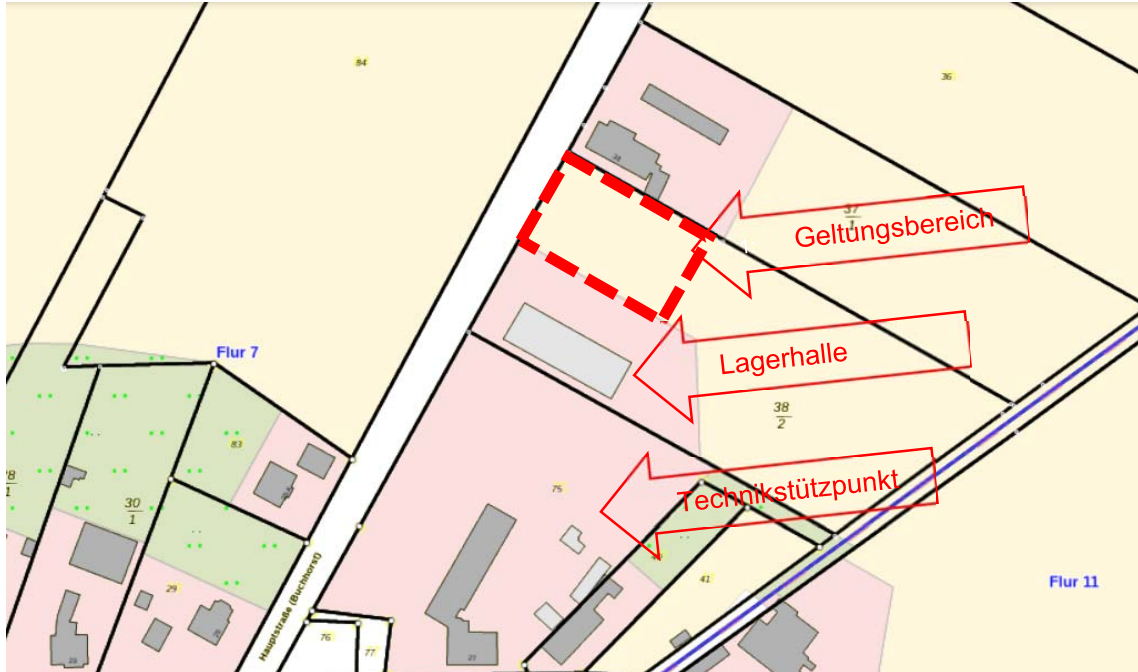 84
36
38
37
1
Geltungsbereich
Flur 7
Lagerhalle
38
2
83
30
1
75
Technikstützpunkt
41
Flur 11
29
Hauptstraße (Buchhorst)
76
77